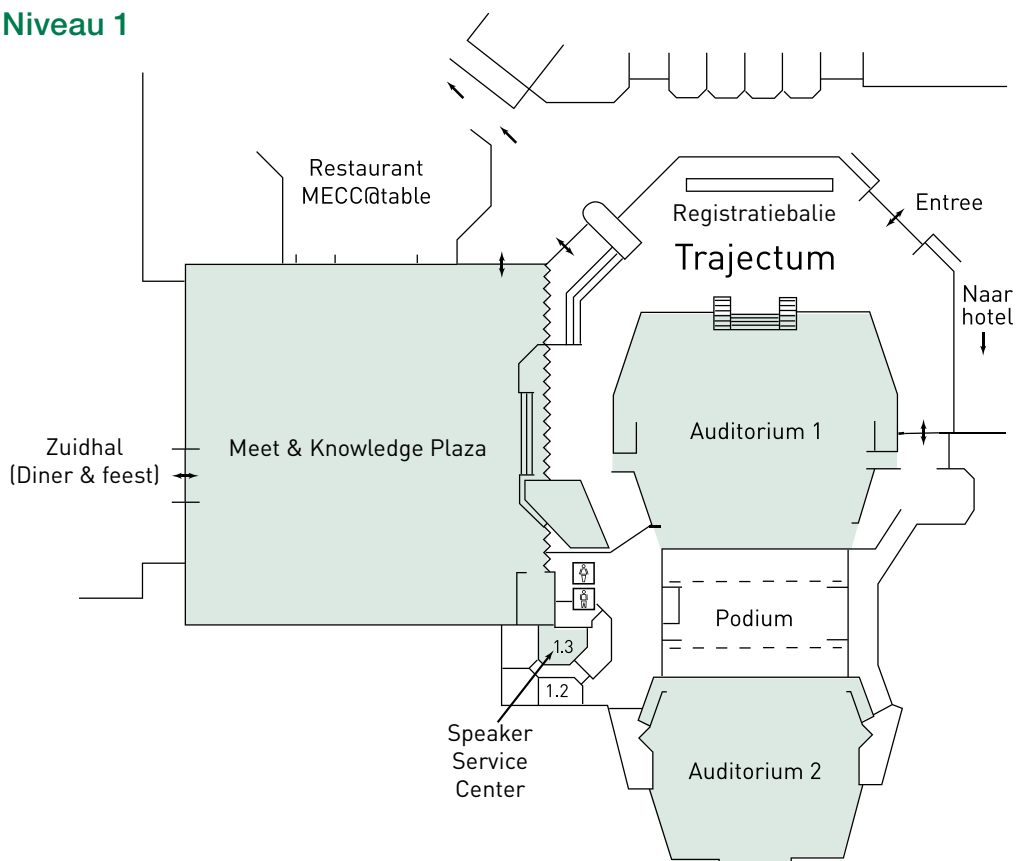 Niveau 1
Restaurant
MECC@table
Registratiebalie
Entree
Trajectum
Naar
hotel
Auditorium 1
Zuidhal
(Diner & feest)
Meet & Knowledge Plaza
Podium
1.3
1.2
Speaker
Service
Center
Auditorium 2